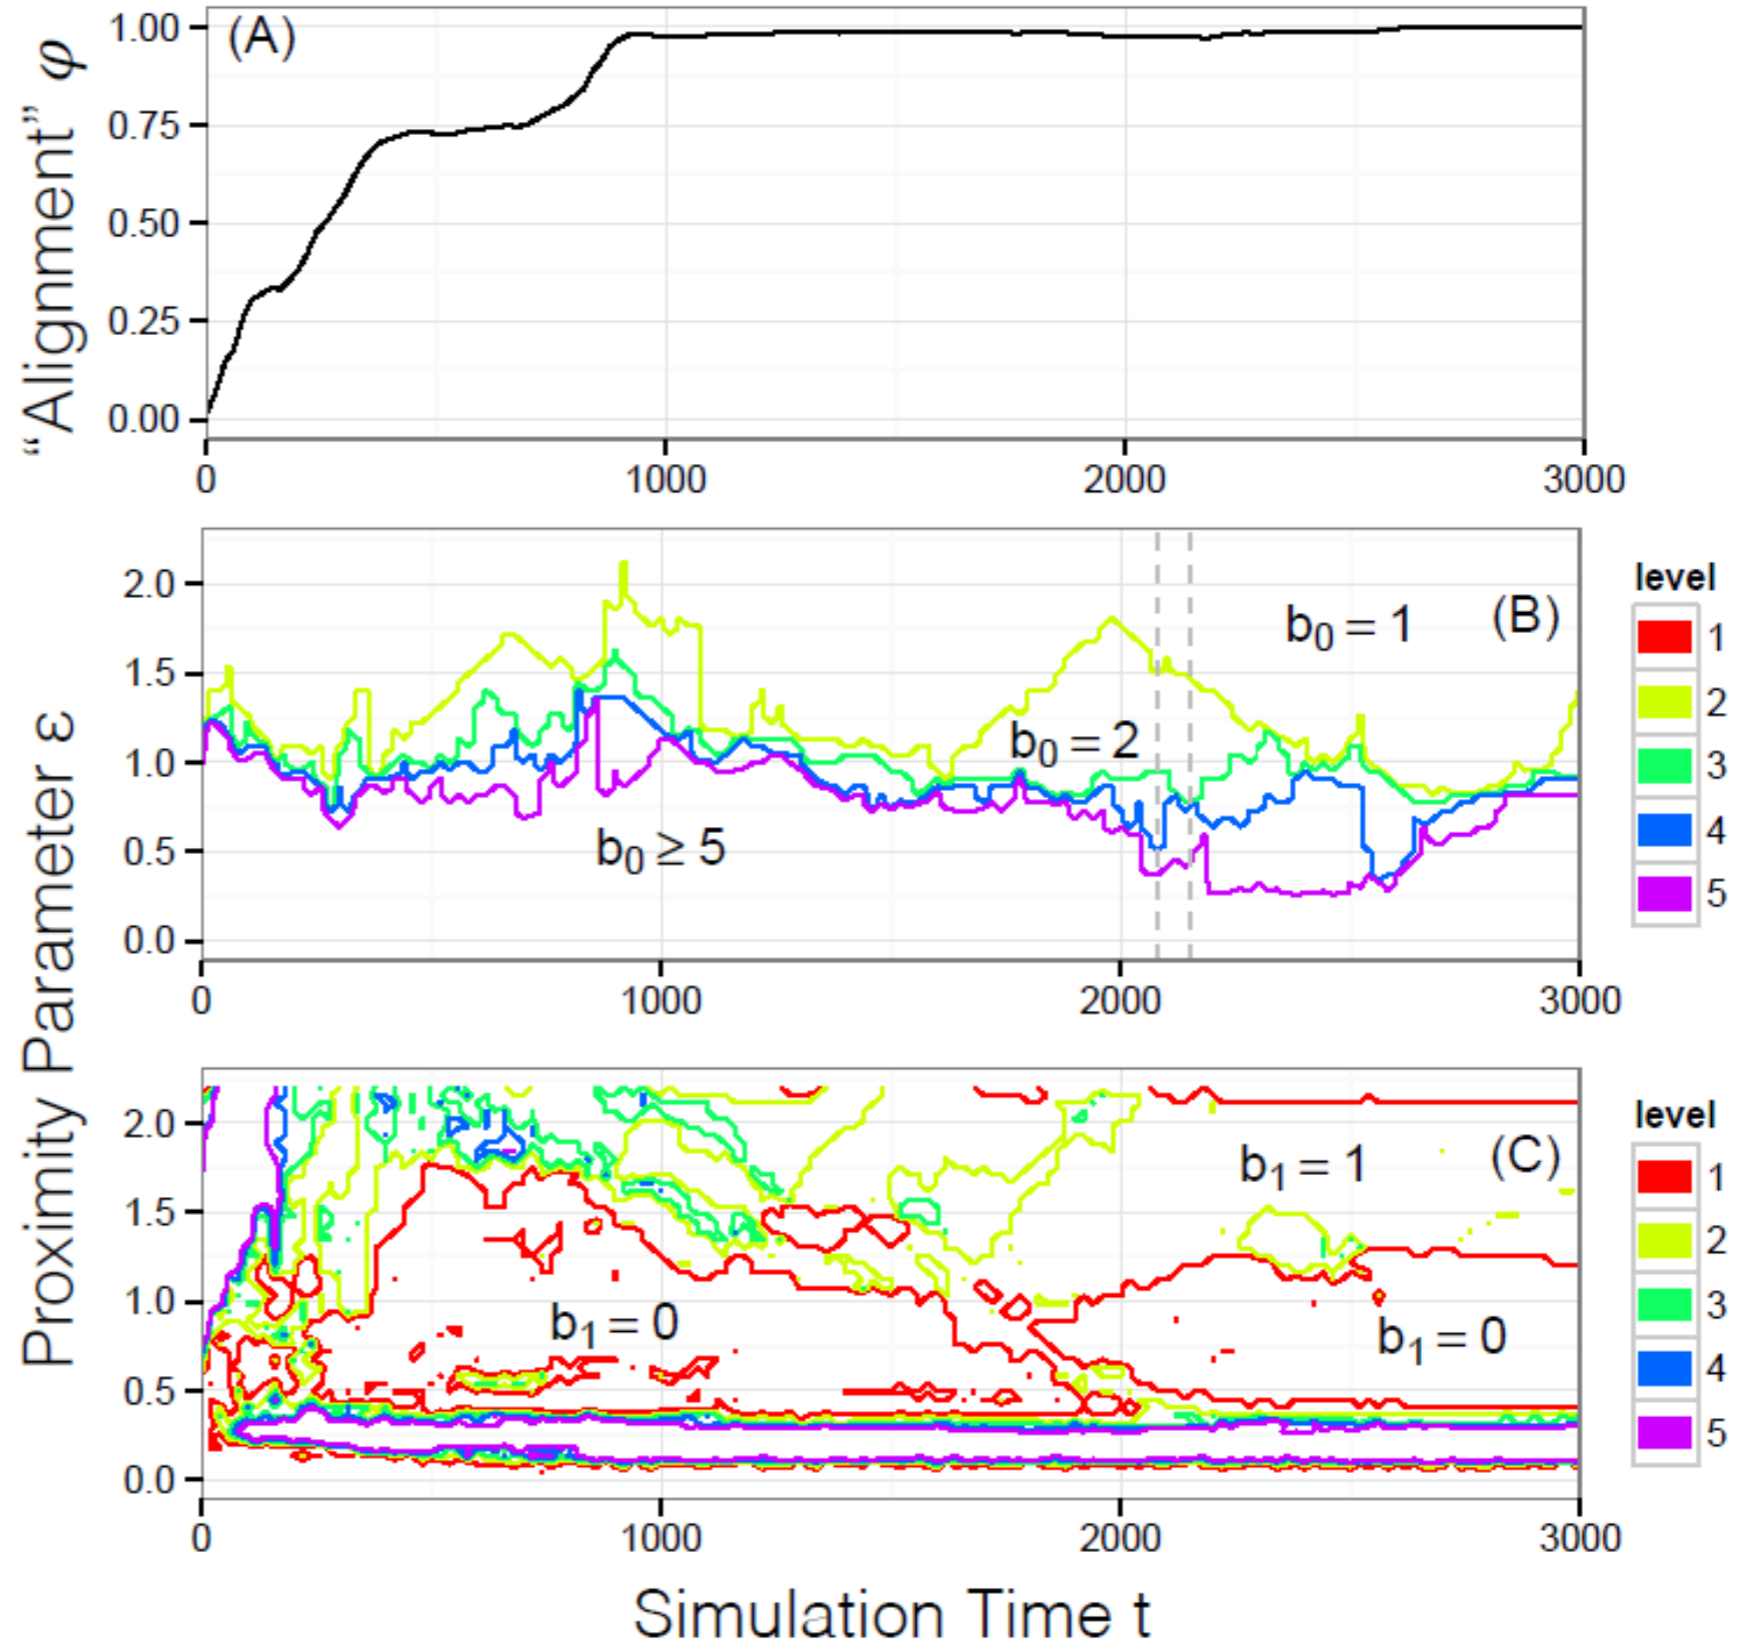 “Alignment” φ
(A)
1.00
0.75
0.50
0.25
0.00
0 1000 2000 3000
Proximity Parameter ε
(B)
2.0
1.5
1.0
0.5
0.0
b₀ = 1
b₀ = 2
b₀ ≥ 5
0 1000 2000 3000
level
1
2
3
4
5
(C)
2.0
1.5
1.0
0.5
0.0
b₁ = 1
b₁ = 0
b₁ = 0
0 1000 2000 3000
level
1
2
3
4
5
Simulation Time t